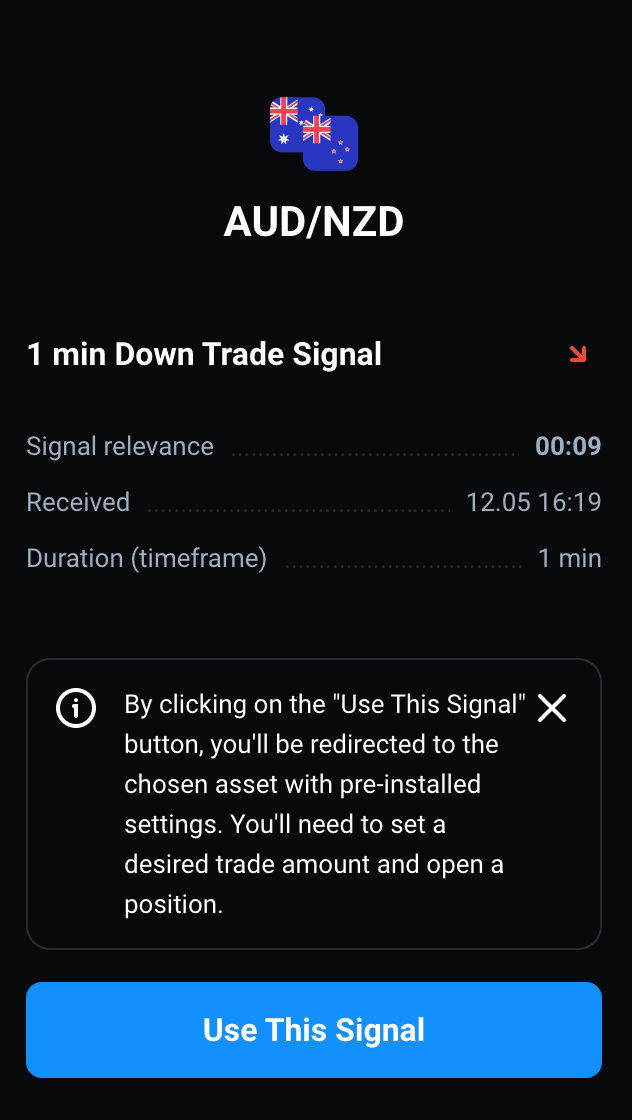 AUD/NZD
1 min Down Trade Signal
Signal relevance 00:09
Received 12.05 16:19
Duration (timeframe) 1 min
By clicking on the "Use This Signal"
button, you'll be redirected to the
chosen asset with pre-installed
settings. You'll need to set a
desired trade amount and open a
position.
Use This Signal